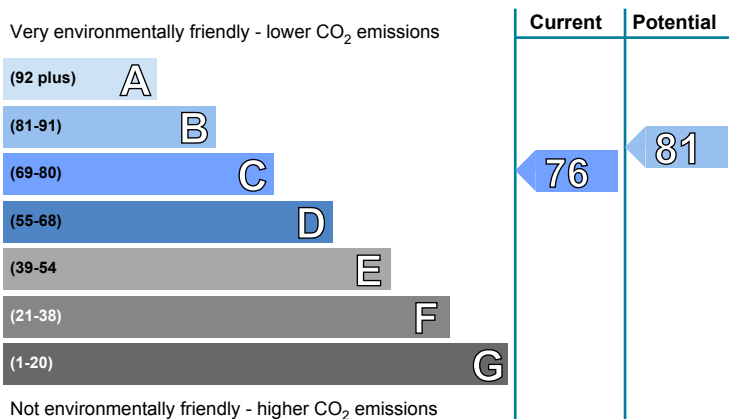 Very environmentally friendly - lower CO2 emissions
Current
Potential
(92 plus) A
(81-91) B
(69-80) C
(55-68) D
(39-54 E
(21-38) F
(1-20) G
76
81
Not environmentally friendly - higher CO2 emissions